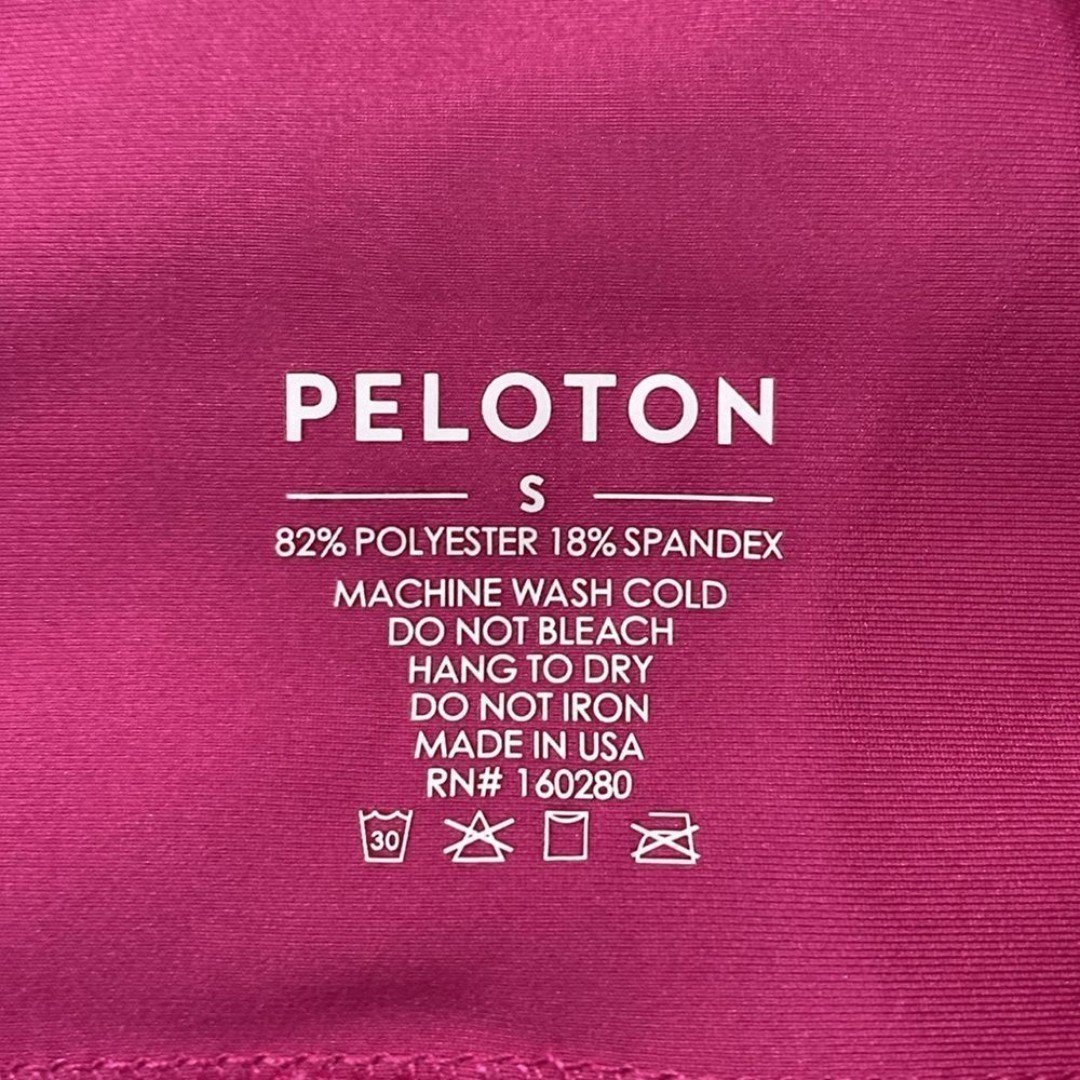 PELOTON
S
82% POLYESTER 18% SPANDEX
MACHINE WASH COLD
DO NOT BLEACH
HANG TO DRY
DO NOT IRON
MADE IN USA
RN# 160280
30